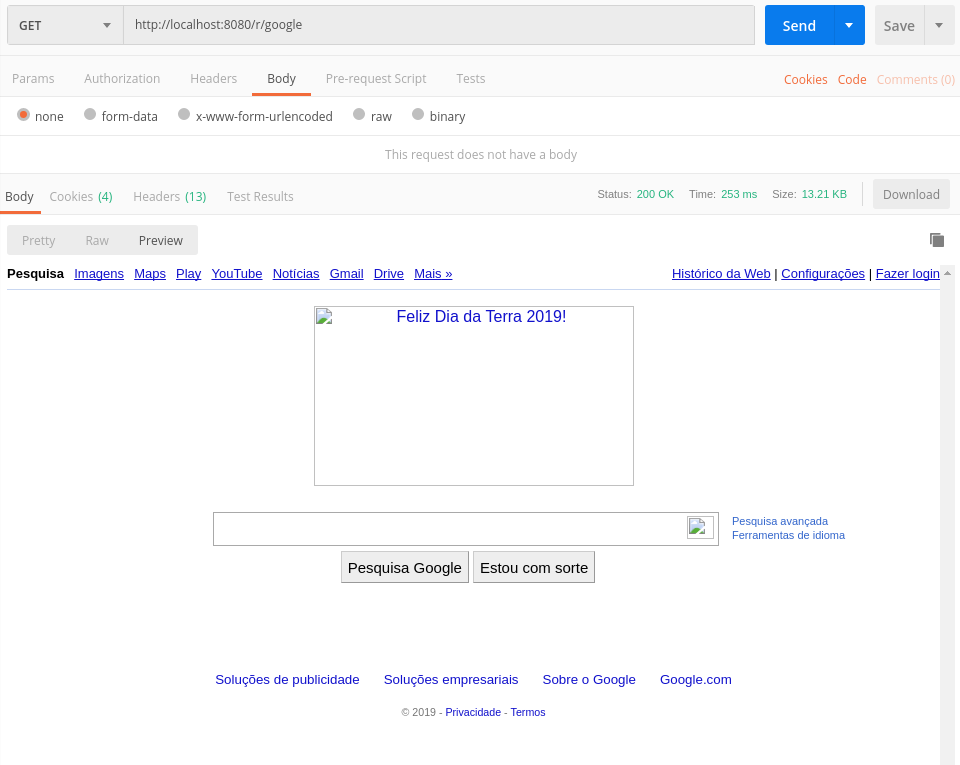 GET http://localhost:8080/r/google Send Save
Params Authorization Headers Body Pre-request Script Tests Cookies Code Comments (0)
none form-data x-www-form-urlencoded raw binary
This request does not have a body
Body Cookies (4) Headers (13) Test Results Status: 200 OK Time: 253 ms Size: 13.21 KB Download
Pretty Raw Preview
Pesquisa Imagens Maps Play YouTube Notícias Gmail Drive Mais » Histórico da Web | Configurações | Fazer login
Feliz Dia da Terra 2019!
Pesquisa avançada
Ferramentas de idioma
Pesquisa Google Estou com sorte
Soluções de publicidade Soluções empresariais Sobre o Google Google.com
© 2019 - Privacidade - Termos